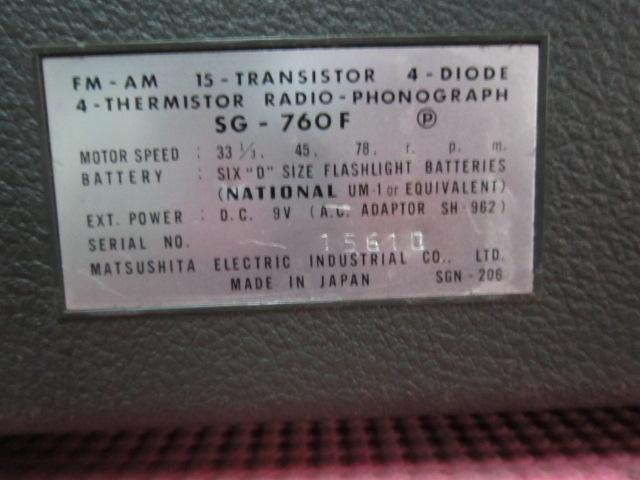 FM - AM 15 - TRANSISTOR 4 - DIODE
4 - THERMISTOR RADIO - PHONOGRAPH
SG - 760F Ⓟ
MOTOR SPEED : 33 1/3, 45, 78, r. p. m.
BATTERY : SIX "D" SIZE FLASHLIGHT BATTERIES
(NATIONAL UM-1 or EQUIVALENT)
EXT. POWER : D.C. 9V (A.C. ADAPTOR SH-962)
SERIAL NO. 15610
MATSUSHITA ELECTRIC INDUSTRIAL CO., LTD.
MADE IN JAPAN SGN-206